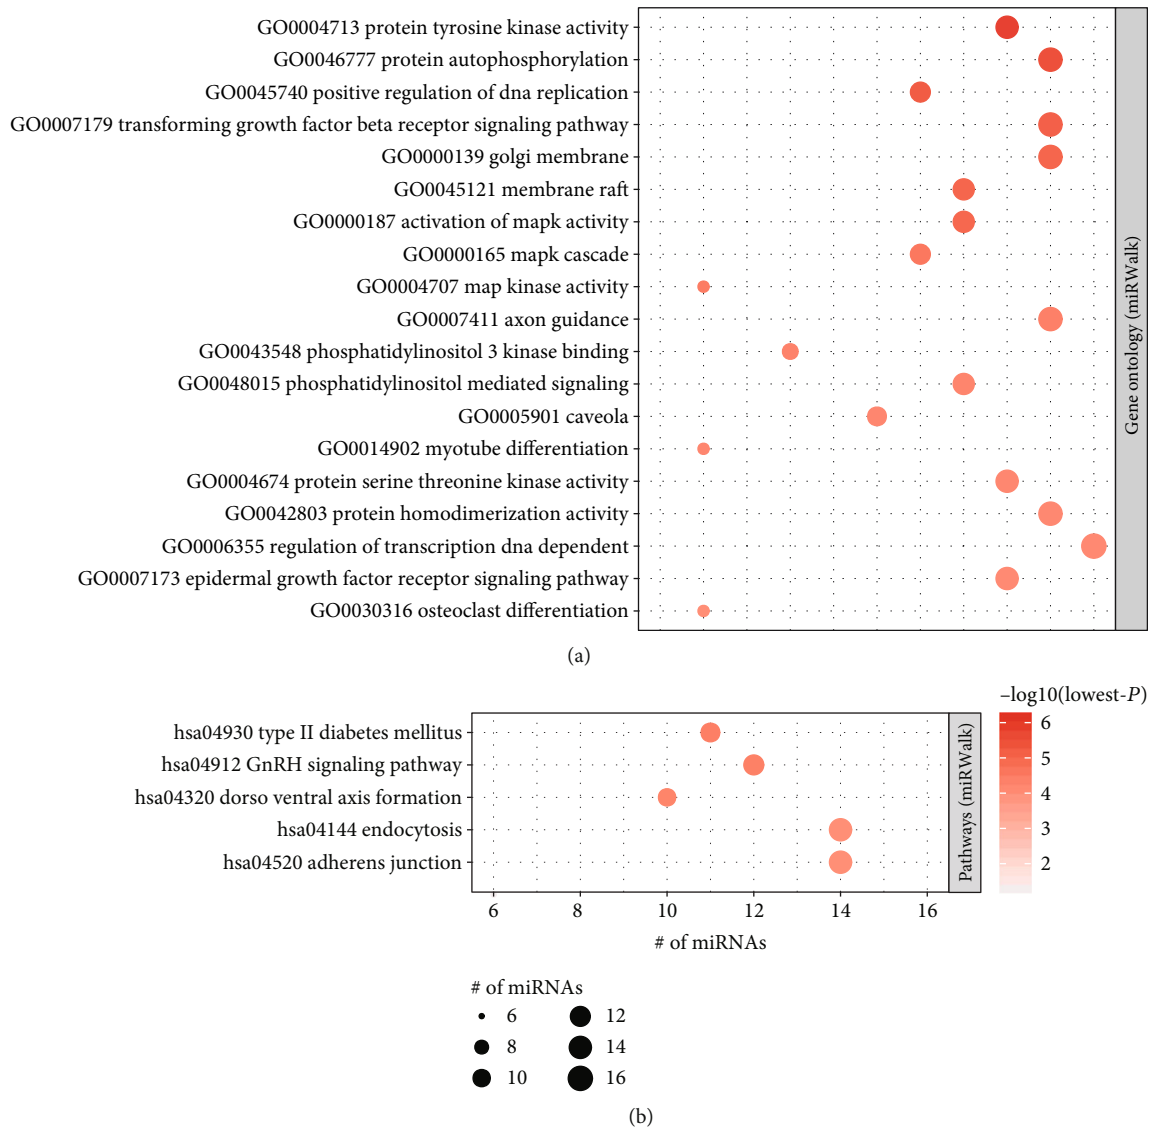 GO0004713 protein tyrosine kinase activity
GO0046777 protein autophosphorylation
GO0045740 positive regulation of dna replication
GO0007179 transforming growth factor beta receptor signaling pathway
GO0000139 golgi membrane
GO0045121 membrane raft
GO0000187 activation of mapk activity
GO0000165 mapk cascade
GO0004707 map kinase activity
GO0007411 axon guidance
GO0043548 phosphatidylinositol 3 kinase binding
GO0048015 phosphatidylinositol mediated signaling
GO0005901 caveola
GO0014902 myotube differentiation
GO0004674 protein serine threonine kinase activity
GO0042803 protein homodimerization activity
GO0006355 regulation of transcription dna dependent
GO0007173 epidermal growth factor receptor signaling pathway
GO0030316 osteoclast differentiation
Gene ontology (miRWalk)
(a)
hsa04930 type II diabetes mellitus
hsa04912 GnRH signaling pathway
hsa04320 dorso ventral axis formation
hsa04144 endocytosis
hsa04520 adherens junction
Pathways (miRWalk)
–log10(lowest-P)
6
5
4
3
2
6 8 10 12 14 16
# of miRNAs
# of miRNAs
6 12
8 14
10 16
(b)